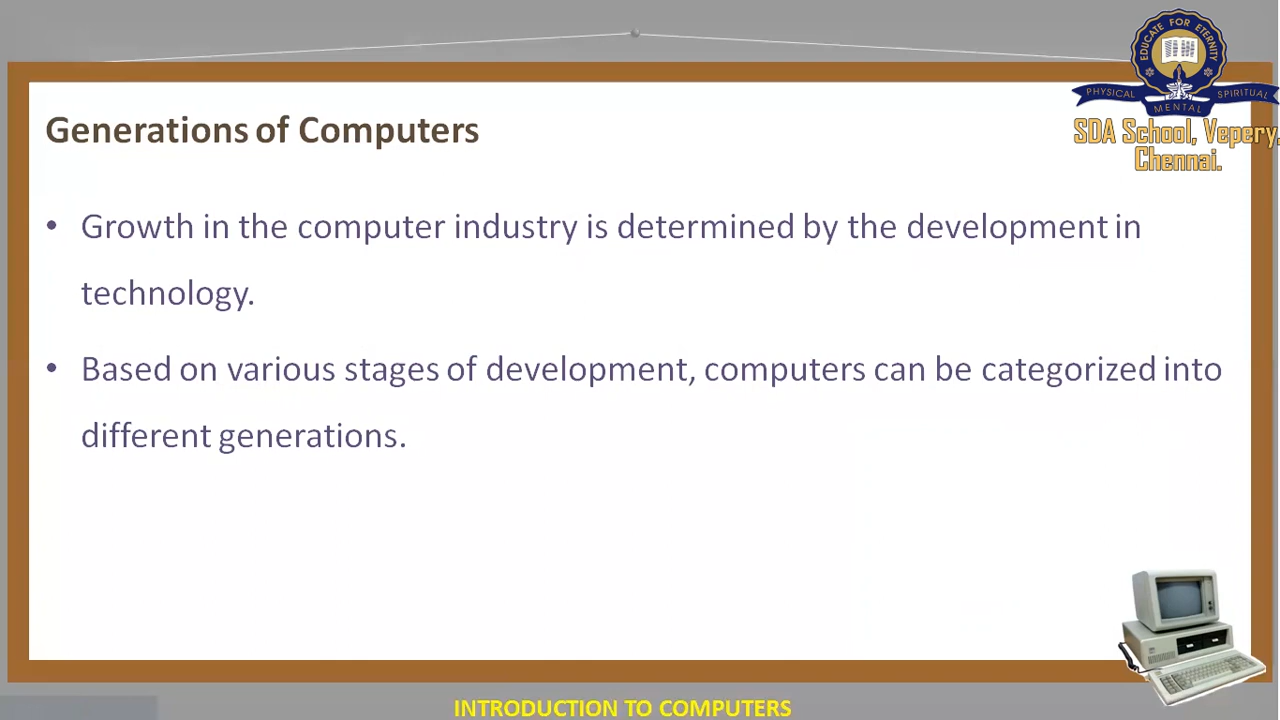 EDUCATE FOR ETERNITY
PHYSICAL
MENTAL
SPIRITUAL
SDA School, Vepery,
Chennai.
Generations of Computers
• Growth in the computer industry is determined by the development in
technology.
• Based on various stages of development, computers can be categorized into
different generations.
INTRODUCTION TO COMPUTERS